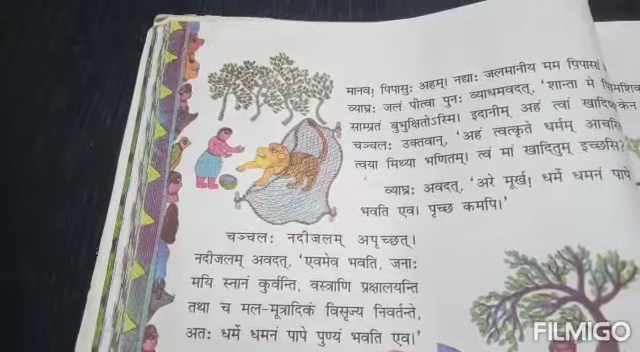 मानव! पिपासुः अहम्। नद्याः जलमानीय मम पिपासां
व्याघ्रः जलं पीत्वा पुनः व्याधमवदत्, 'शान्ता मे
साम्प्रतं बुभुक्षितोऽस्मि। इदानीम् अहं त्वां
चञ्चलः उक्तवान्, 'अहं त्वत्कृते धर्मम्
त्वया मिथ्या भणितम्। त्वं मां खादितुम् इच्छसि?
व्याघ्रः अवदत्, 'अरे मूर्ख! धर्मे धमनं पापे
भवति एव। पृच्छ कमपि।'
चञ्चलः नदीजलम् अपृच्छत्।
नदीजलम् अवदत्, 'एवमेव भवति, जनाः
मयि स्नानं कुर्वन्ति, वस्त्राणि प्रक्षालयन्ति
तथा च मल-मूत्रादिकं विसृज्य निवर्तन्ते,
अतः धर्मे धमनं पापे पुण्यं भवति एव।'
FILMIGO